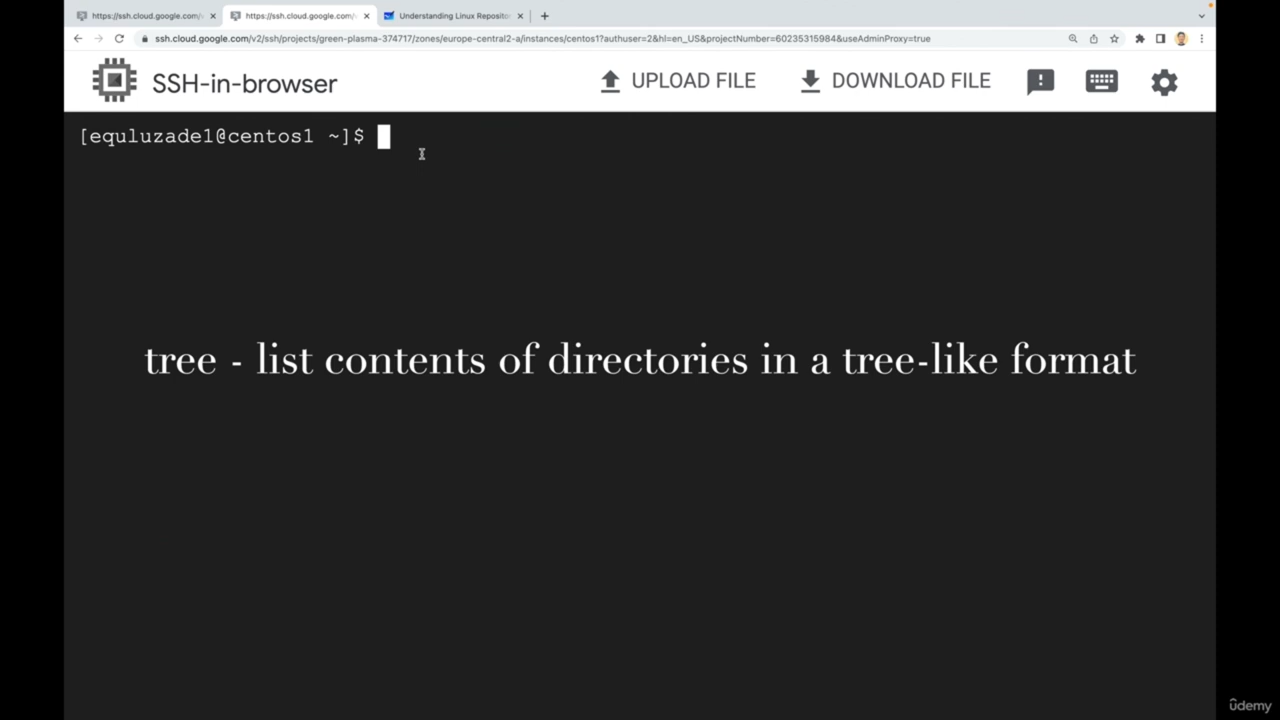 https://ssh.cloud.google.com/v
https://ssh.cloud.google.com/v
Understanding Linux Reposito
ssh.cloud.google.com/v2/ssh/projects/green-plasma-374717/zones/europe-central2-a/instances/centos1?authuser=2&hl=en_US&projectNumber=60235315984&useAdminProxy=true
SSH-in-browser
UPLOAD FILE
DOWNLOAD FILE
[equluzade1@centos1 ~]$
tree - list contents of directories in a tree-like format
ûdemy